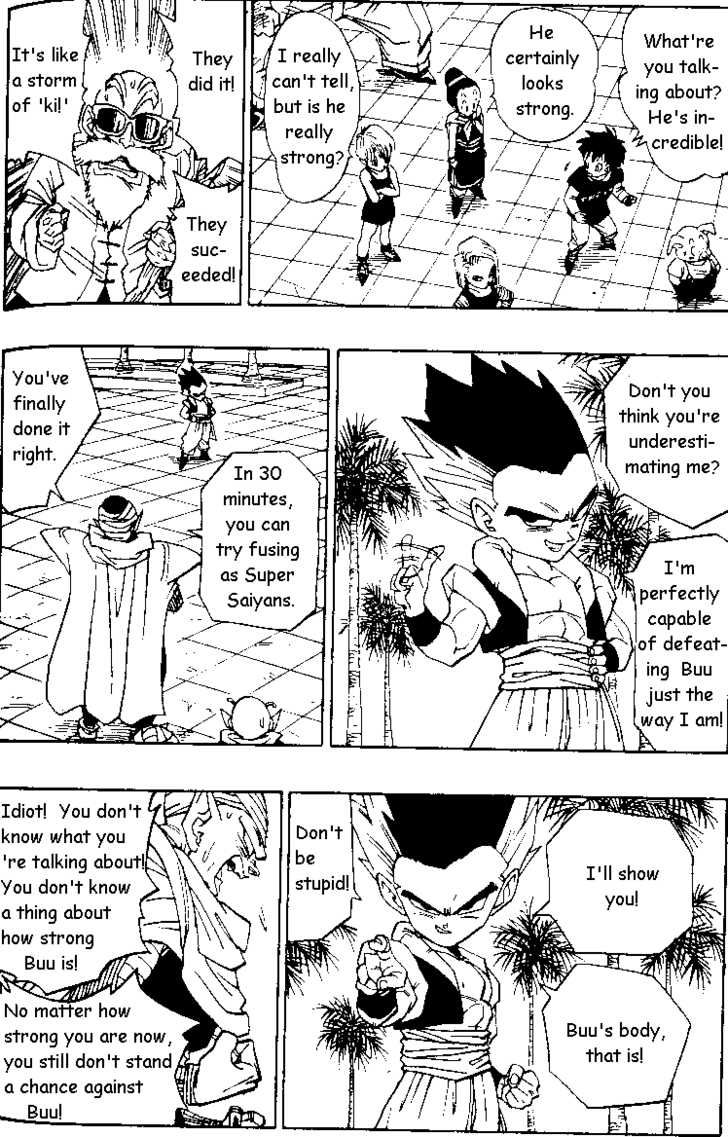 It's like
a storm
of 'ki!'
They
did it!
They
suc-
eeded!
I really
can't tell,
but is he
really
strong?
He
certainly
looks
strong.
What're
you talk-
ing about?
He's in-
credible!
You've
finally
done it
right.
In 30
minutes,
you can
try fusing
as Super
Saiyans.
Don't you
think you're
underesti-
mating me?
I'm
perfectly
capable
of defeat-
ing Buu
just the
way I am!
Idiot! You don't
know what you
're talking about!
You don't know
a thing about
how strong
Buu is!
No matter how
strong you are now,
you still don't stand
a chance against
Buu!
Don't
be
stupid!
I'll show
you!
Buu's body,
that is!